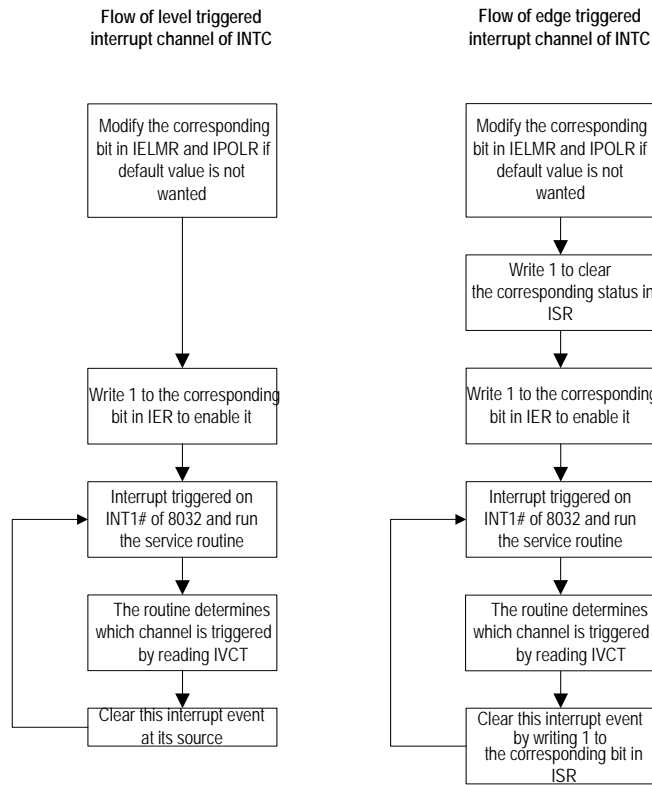 Flow of level triggered
interrupt channel of INTC
Modify the corresponding
bit in IELMR and IPOLR if
default value is not
wanted
Write 1 to the corresponding
bit in IER to enable it
Interrupt triggered on
INT1# of 8032 and run
the service routine
The routine determines
which channel is triggered
by reading IVCT
Clear this interrupt event
at its source
Flow of edge triggered
interrupt channel of INTC
Modify the corresponding
bit in IELMR and IPOLR if
default value is not
wanted
Write 1 to clear
the corresponding status in
ISR
Write 1 to the corresponding
bit in IER to enable it
Interrupt triggered on
INT1# of 8032 and run
the service routine
The routine determines
which channel is triggered
by reading IVCT
Clear this interrupt event
by writing 1 to
the corresponding bit in
ISR